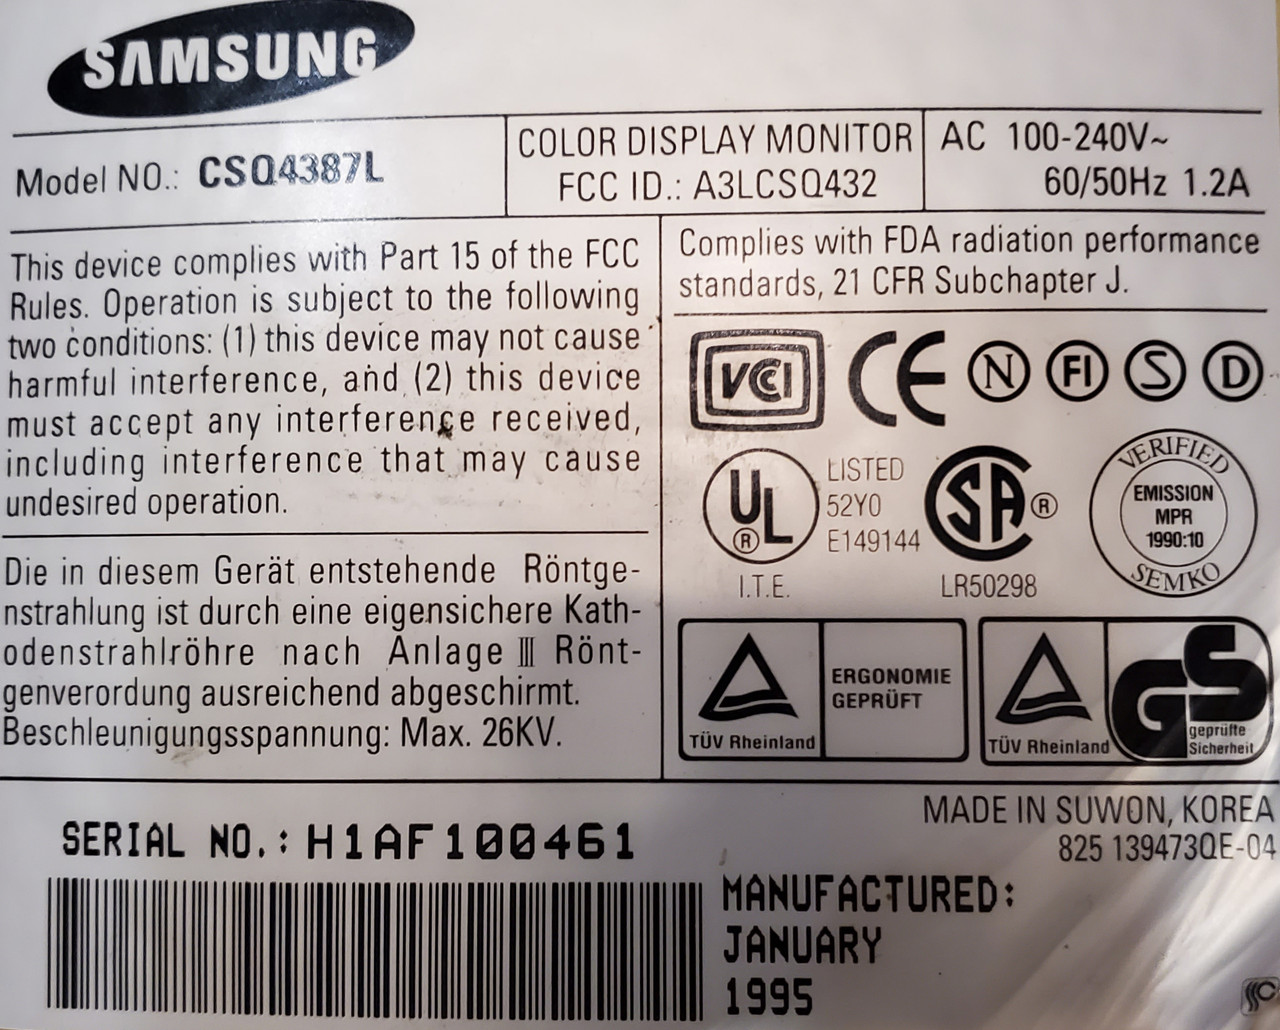 SAMSUNG
Model NO.: CSQ4387L
COLOR DISPLAY MONITOR
FCC ID.: A3LCSQ432
AC 100-240V~
60/50Hz 1.2A
This device complies with Part 15 of the FCC
Rules. Operation is subject to the following
two conditions: (1) this device may not cause
harmful interference, and (2) this device
must accept any interference received,
including interference that may cause
undesired operation.
Die in diesem Gerät entstehende Röntge-
nstrahlung ist durch eine eigensichere Kath-
odenstrahlröhre nach Anlage Ⅲ Rönt-
genverordung ausreichend abgeschirmt.
Beschleunigungsspannung: Max. 26KV.
Complies with FDA radiation performance
standards, 21 CFR Subchapter J.
VCCI CE N FI S D
UL ®
I.T.E.
LISTED
52Y0
E149144
SA ®
LR50298
VERIFIED
EMISSION
MPR
1990:10
SEMKO
TÜV Rheinland
ERGONOMIE
GEPRÜFT
TÜV Rheinland
GS
geprüfte
Sicherheit
SERIAL NO.: H1AF100461
MADE IN SUWON, KOREA
825 139473QE-04
MANUFACTURED:
JANUARY
1995